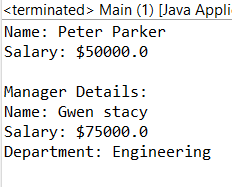 <terminated> Main (1) [Java Appli
Name: Peter Parker
Salary: $50000.0
Manager Details:
Name: Gwen stacy
Salary: $75000.0
Department: Engineering